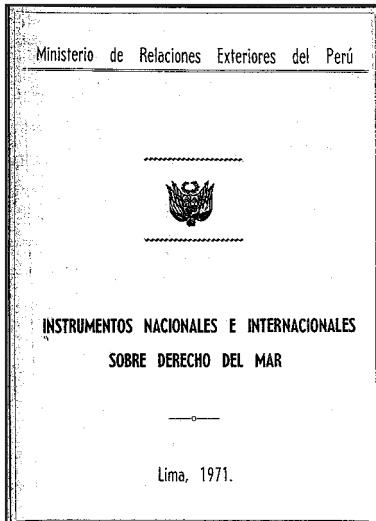 Ministerio de Relaciones Exteriores del Perú
INSTRUMENTOS NACIONALES E INTERNACIONALES
SOBRE DERECHO DEL MAR
Lima, 1971.